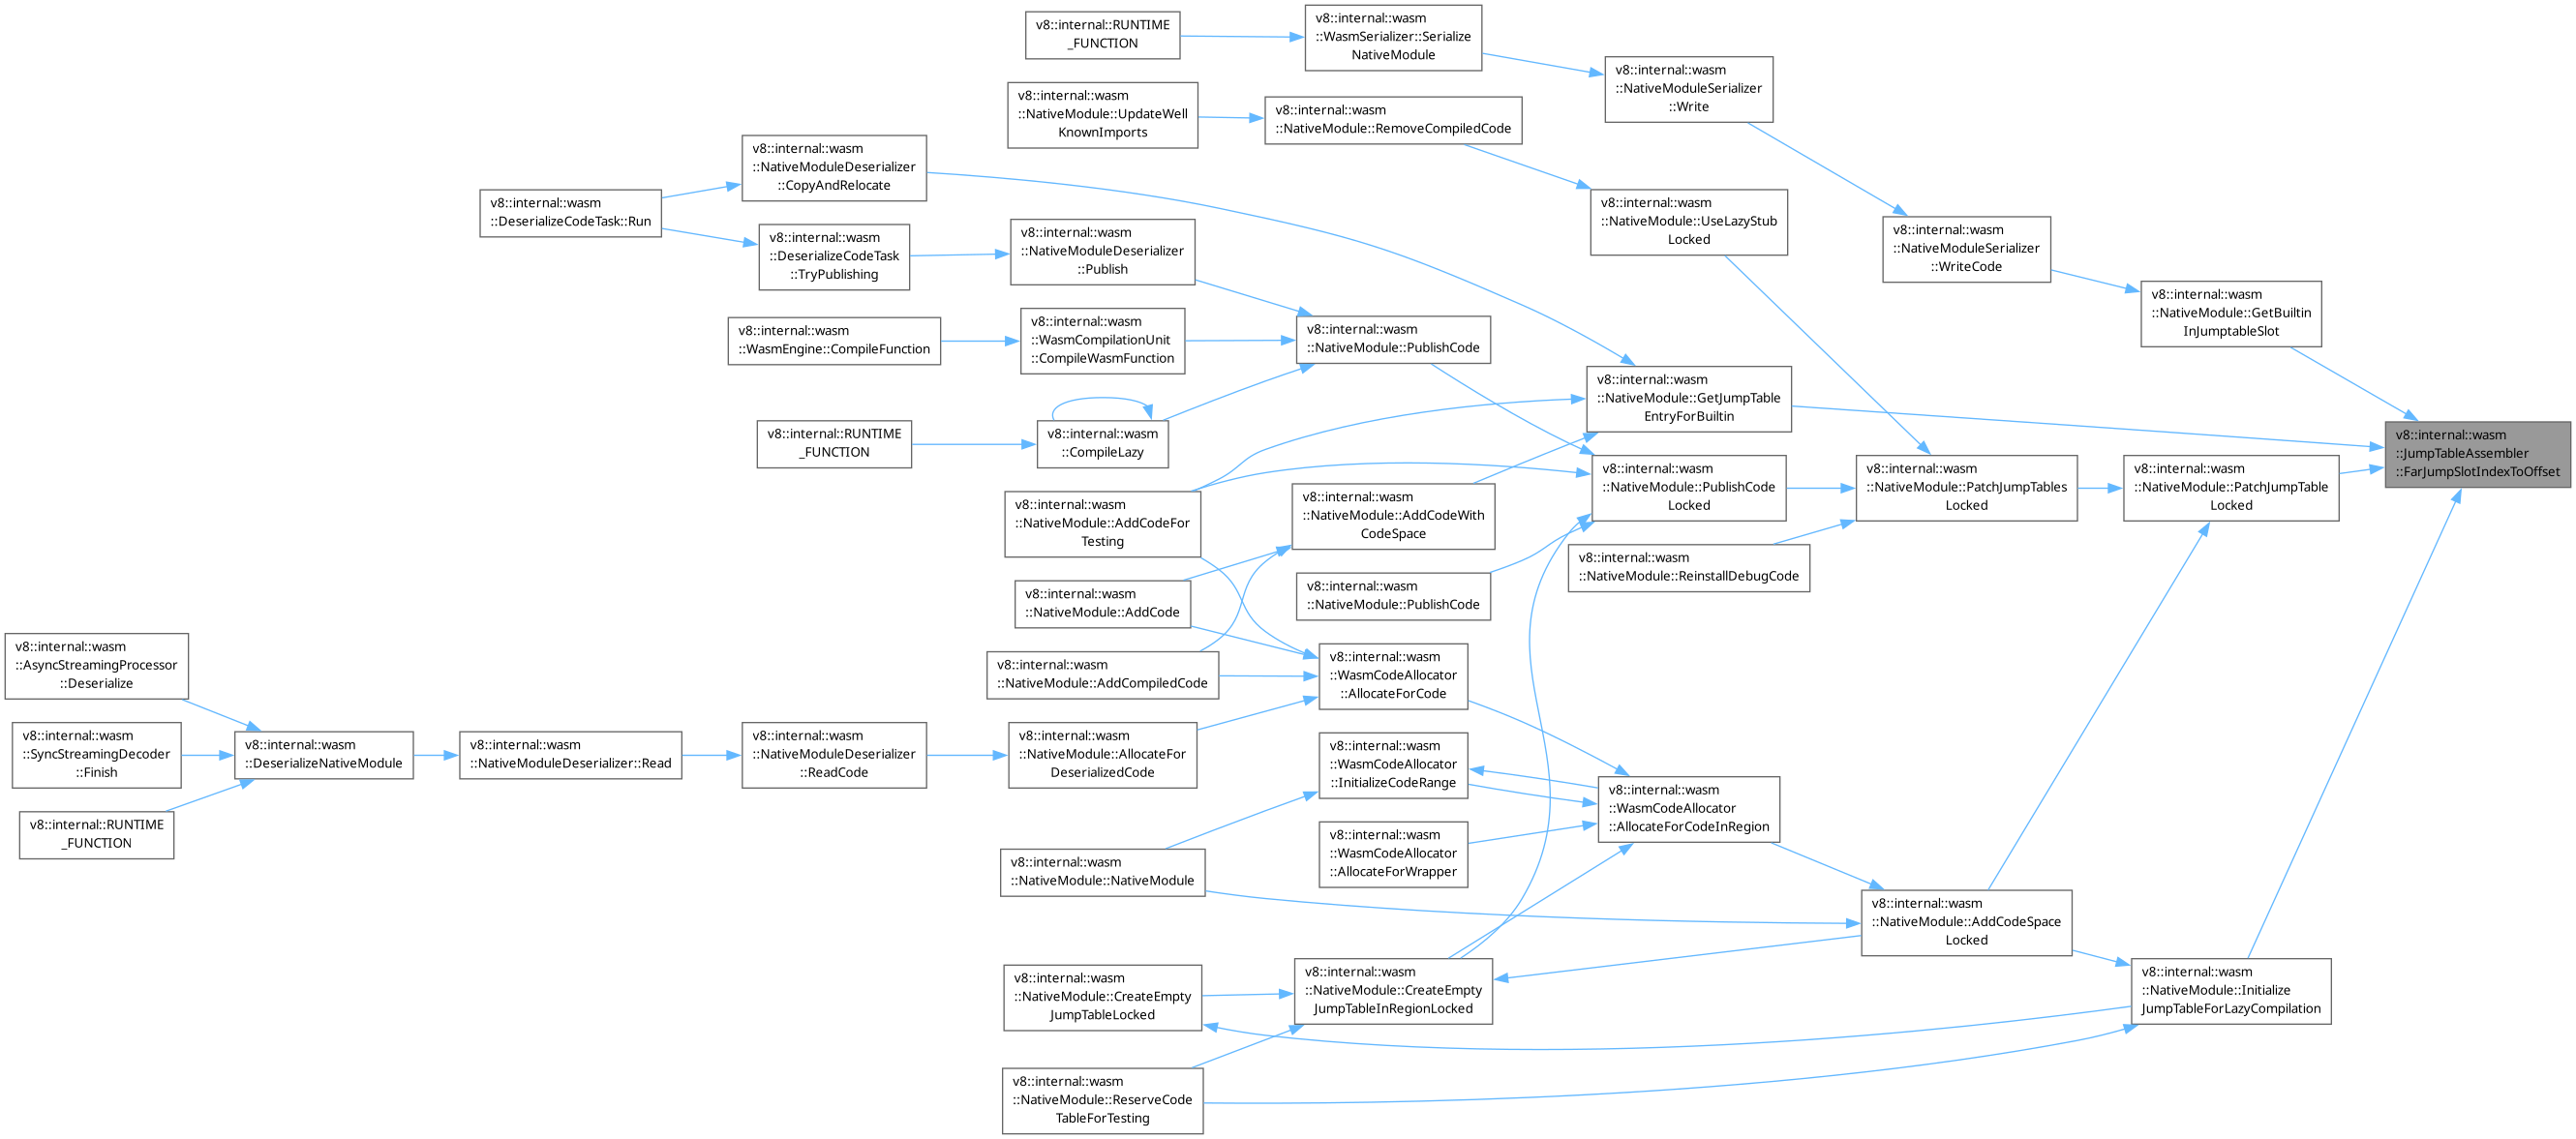 v8::internal::RUNTIME
_FUNCTION
v8::internal::wasm
::WasmSerializer::Serialize
NativeModule
v8::internal::wasm
::NativeModuleSerializer
::Write
v8::internal::wasm
::NativeModule::UpdateWell
KnownImports
v8::internal::wasm
::NativeModule::RemoveCompiledCode
v8::internal::wasm
::NativeModuleDeserializer
::CopyAndRelocate
v8::internal::wasm
::DeserializeCodeTask::Run
v8::internal::wasm
::NativeModule::UseLazyStub
Locked
v8::internal::wasm
::NativeModuleSerializer
::WriteCode
v8::internal::wasm
::DeserializeCodeTask
::TryPublishing
v8::internal::wasm
::NativeModuleDeserializer
::Publish
v8::internal::wasm
::NativeModule::GetBuiltin
InJumptableSlot
v8::internal::wasm
::WasmEngine::CompileFunction
v8::internal::wasm
::WasmCompilationUnit
::CompileWasmFunction
v8::internal::wasm
::NativeModule::PublishCode
v8::internal::wasm
::NativeModule::GetJumpTable
EntryForBuiltin
v8::internal::RUNTIME
_FUNCTION
v8::internal::wasm
::CompileLazy
v8::internal::wasm
::JumpTableAssembler
::FarJumpSlotIndexToOffset
v8::internal::wasm
::NativeModule::AddCodeFor
Testing
v8::internal::wasm
::NativeModule::AddCodeWith
CodeSpace
v8::internal::wasm
::NativeModule::PublishCode
Locked
v8::internal::wasm
::NativeModule::PatchJumpTables
Locked
v8::internal::wasm
::NativeModule::PatchJumpTable
Locked
v8::internal::wasm
::NativeModule::ReinstallDebugCode
v8::internal::wasm
::NativeModule::AddCode
v8::internal::wasm
::NativeModule::PublishCode
v8::internal::wasm
::AsyncStreamingProcessor
::Deserialize
v8::internal::wasm
::NativeModule::AddCompiledCode
v8::internal::wasm
::WasmCodeAllocator
::AllocateForCode
v8::internal::wasm
::SyncStreamingDecoder
::Finish
v8::internal::wasm
::DeserializeNativeModule
v8::internal::wasm
::NativeModuleDeserializer::Read
v8::internal::wasm
::NativeModuleDeserializer
::ReadCode
v8::internal::wasm
::NativeModule::AllocateFor
DeserializedCode
v8::internal::wasm
::WasmCodeAllocator
::InitializeCodeRange
v8::internal::wasm
::WasmCodeAllocator
::AllocateForCodeInRegion
v8::internal::RUNTIME
_FUNCTION
v8::internal::wasm
::NativeModule::NativeModule
v8::internal::wasm
::WasmCodeAllocator
::AllocateForWrapper
v8::internal::wasm
::NativeModule::AddCodeSpace
Locked
v8::internal::wasm
::NativeModule::CreateEmpty
JumpTableLocked
v8::internal::wasm
::NativeModule::CreateEmpty
JumpTableInRegionLocked
v8::internal::wasm
::NativeModule::Initialize
JumpTableForLazyCompilation
v8::internal::wasm
::NativeModule::ReserveCode
TableForTesting